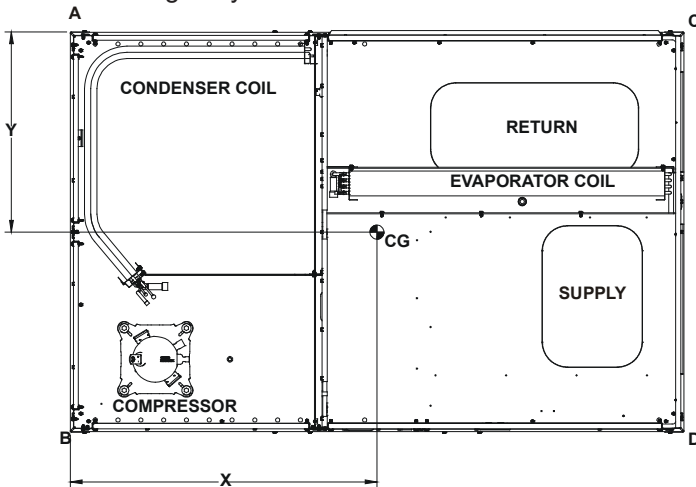 A
C
CONDENSER COIL
Y
RETURN
EVAPORATOR COIL
CG
SUPPLY
COMPRESSOR
B
D
X